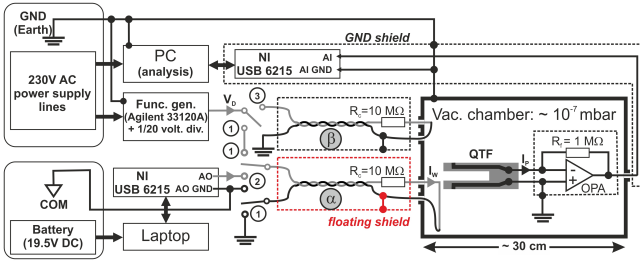 GND
(Earth)
230V AC
power supply
lines
PC
(analysis)
NI
USB 6215
AI
AI GND
GND shield
Func. gen.
(Agilent 33120A)
+ 1/20 volt. div.
V_D
3
1
1
2
1
R_c=10 MΩ
β
R_c=10 MΩ
α
floating shield
I_W
Vac. chamber: ~ 10⁻⁷ mbar
QTF
I_P
R_f= 1 MΩ
-
+
OPA
~ 30 cm
COM
NI
USB 6215
AO
AO GND
Battery
(19.5V DC)
Laptop